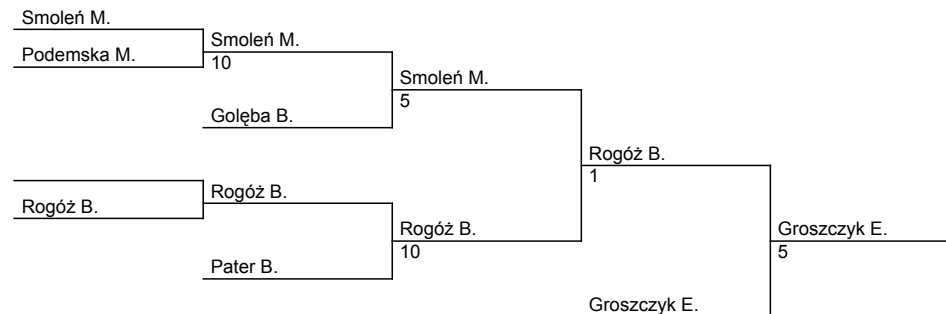 Smoleń M.
Smoleń M.
Podemska M.
10
Smoleń M.
5
Golęba B.
Rogóż B.
1
Rogóż B.
Rogóż B.
Rogóż B.
10
Groszczyk E.
5
Pater B.
Groszczyk E.